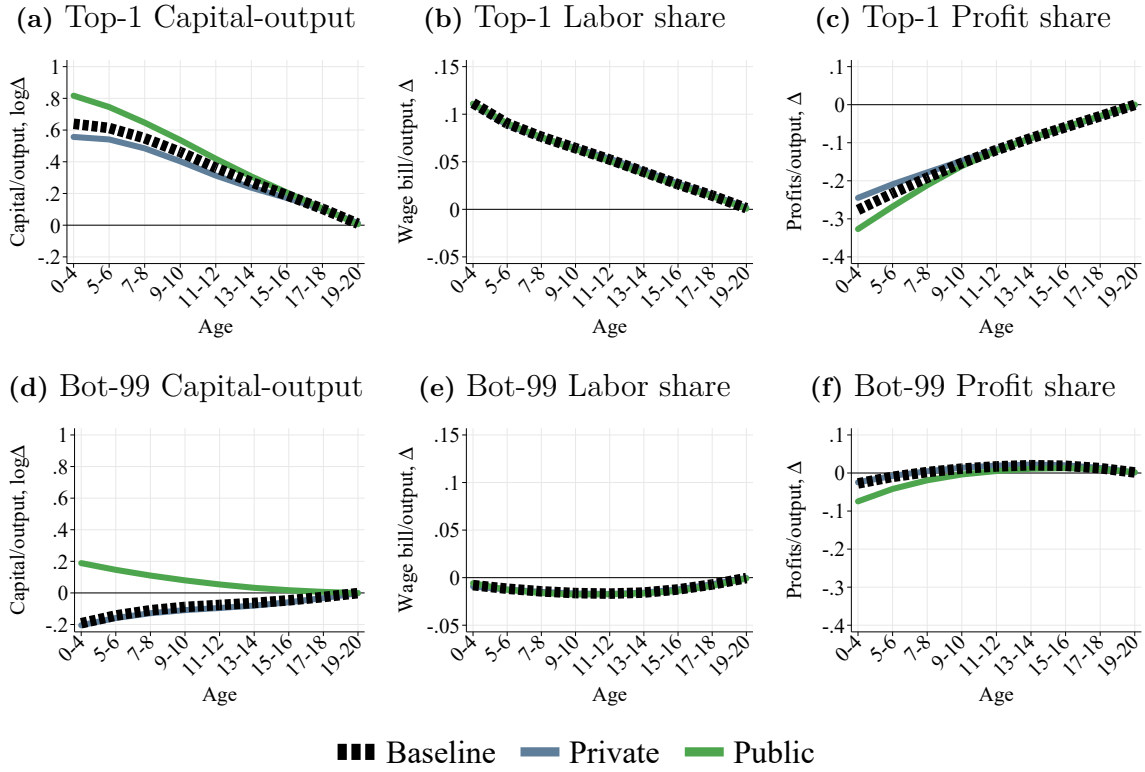 (a) Top-1 Capital-output
(b) Top-1 Labor share
(c) Top-1 Profit share
Capital/output, logΔ
1
.8
.6
.4
.2
0
-.2
0-4 5-6 7-8 9-10 11-12 13-14 15-16 17-18 19-20
Age
Wage bill/output, Δ
.15
.1
.05
0
-.05
0-4 5-6 7-8 9-10 11-12 13-14 15-16 17-18 19-20
Age
Profits/output, Δ
.1
0
-.1
-.2
-.3
-.4
0-4 5-6 7-8 9-10 11-12 13-14 15-16 17-18 19-20
Age
(d) Bot-99 Capital-output
(e) Bot-99 Labor share
(f) Bot-99 Profit share
Capital/output, logΔ
1
.8
.6
.4
.2
0
-.2
0-4 5-6 7-8 9-10 11-12 13-14 15-16 17-18 19-20
Age
Wage bill/output, Δ
.15
.1
.05
0
-.05
0-4 5-6 7-8 9-10 11-12 13-14 15-16 17-18 19-20
Age
Profits/output, Δ
.1
0
-.1
-.2
-.3
-.4
0-4 5-6 7-8 9-10 11-12 13-14 15-16 17-18 19-20
Age
Baseline Private Public